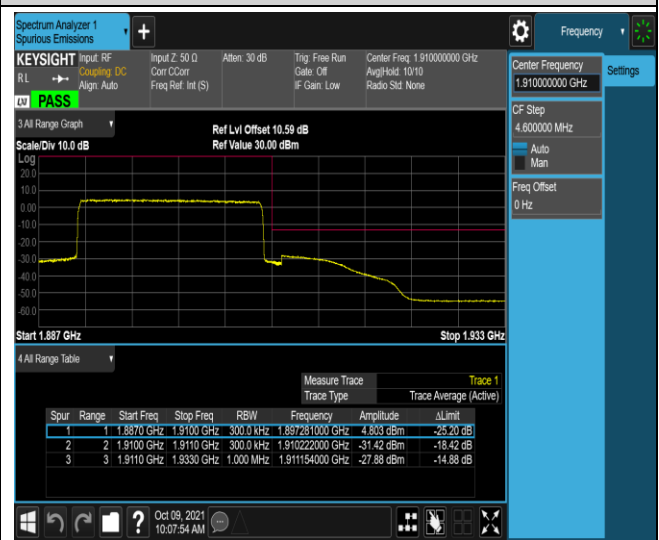 Spectrum Analyzer 1
Spurious Emissions
Frequency
KEYSIGHT Input: RF Input Z: 50 Ω Atten: 30 dB Trig: Free Run Center Freq: 1.910000000 GHz
RL Coupling: DC Corr CCorr Gate: Off Avg|Hold: 10/10
Align: Auto Freq Ref: Int (S) IF Gain: Low Radio Std: None
LXI PASS
Center Frequency
1.910000000 GHz
Settings
CF Step
4.600000 MHz
Auto
Man
Freq Offset
0 Hz
3 All Range Graph
Ref Lvl Offset 10.59 dB
Scale/Div 10.0 dB Ref Value 30.00 dBm
Log
20.0
10.0
0.00
-10.0
-20.0
-30.0
-40.0
-50.0
-60.0
Start 1.887 GHz Stop 1.933 GHz
4 All Range Table
Measure Trace Trace 1
Trace Type Trace Average (Active)
Spur Range Start Freq Stop Freq RBW Frequency Amplitude ΔLimit
1 1 1.8870 GHz 1.9100 GHz 300.0 kHz 1.897281000 GHz 4.803 dBm -25.20 dB
2 2 1.9100 GHz 1.9110 GHz 300.0 kHz 1.910222000 GHz -31.42 dBm -18.42 dB
3 3 1.9110 GHz 1.9330 GHz 1.000 MHz 1.911154000 GHz -27.88 dBm -14.88 dB
Oct 09, 2021
10:07:54 AM